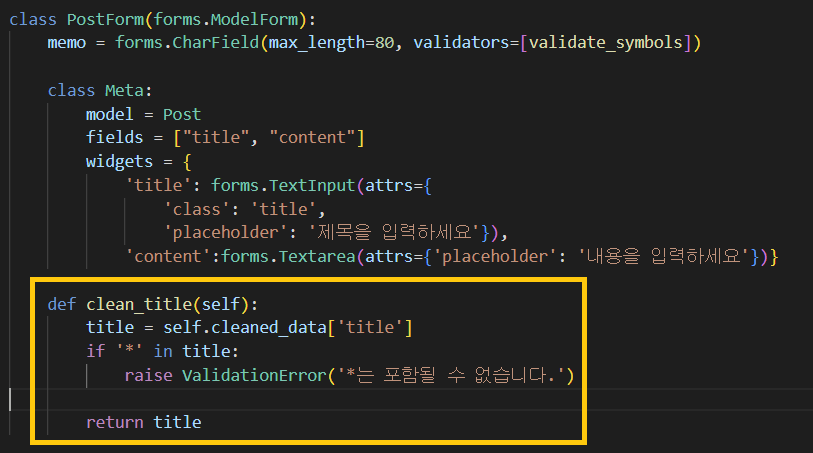 class PostForm(forms.ModelForm):
    memo = forms.CharField(max_length=80, validators=[validate_symbols])

    class Meta:
        model = Post
        fields = ["title", "content"]
        widgets = {
            'title': forms.TextInput(attrs={
                'class': 'title',
                'placeholder': '제목을 입력하세요'}),
            'content':forms.Textarea(attrs={'placeholder': '내용을 입력하세요'})}

    def clean_title(self):
        title = self.cleaned_data['title']
        if '*' in title:
            raise ValidationError('*는 포함될 수 없습니다.')

        return title